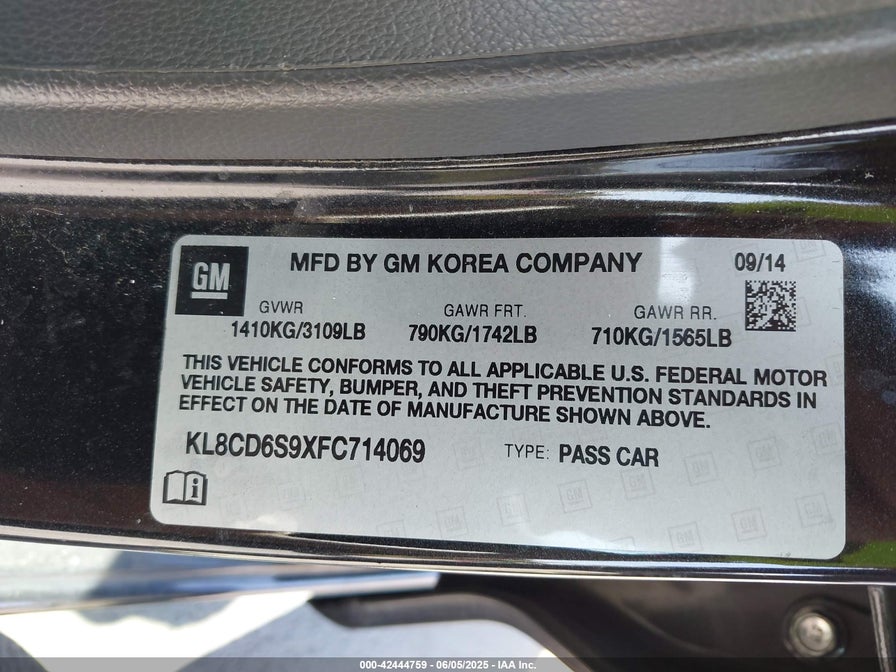 GM
MFD BY GM KOREA COMPANY
09/14
GVWR
GAWR FRT.
GAWR RR.
1410KG/3109LB
790KG/1742LB
710KG/1565LB
THIS VEHICLE CONFORMS TO ALL APPLICABLE U.S. FEDERAL MOTOR
VEHICLE SAFETY, BUMPER, AND THEFT PREVENTION STANDARDS IN
EFFECT ON THE DATE OF MANUFACTURE SHOWN ABOVE.
KL8CD6S9XFC714069
TYPE: PASS CAR
000-42444759 - 06/05/2025 - IAA Inc.